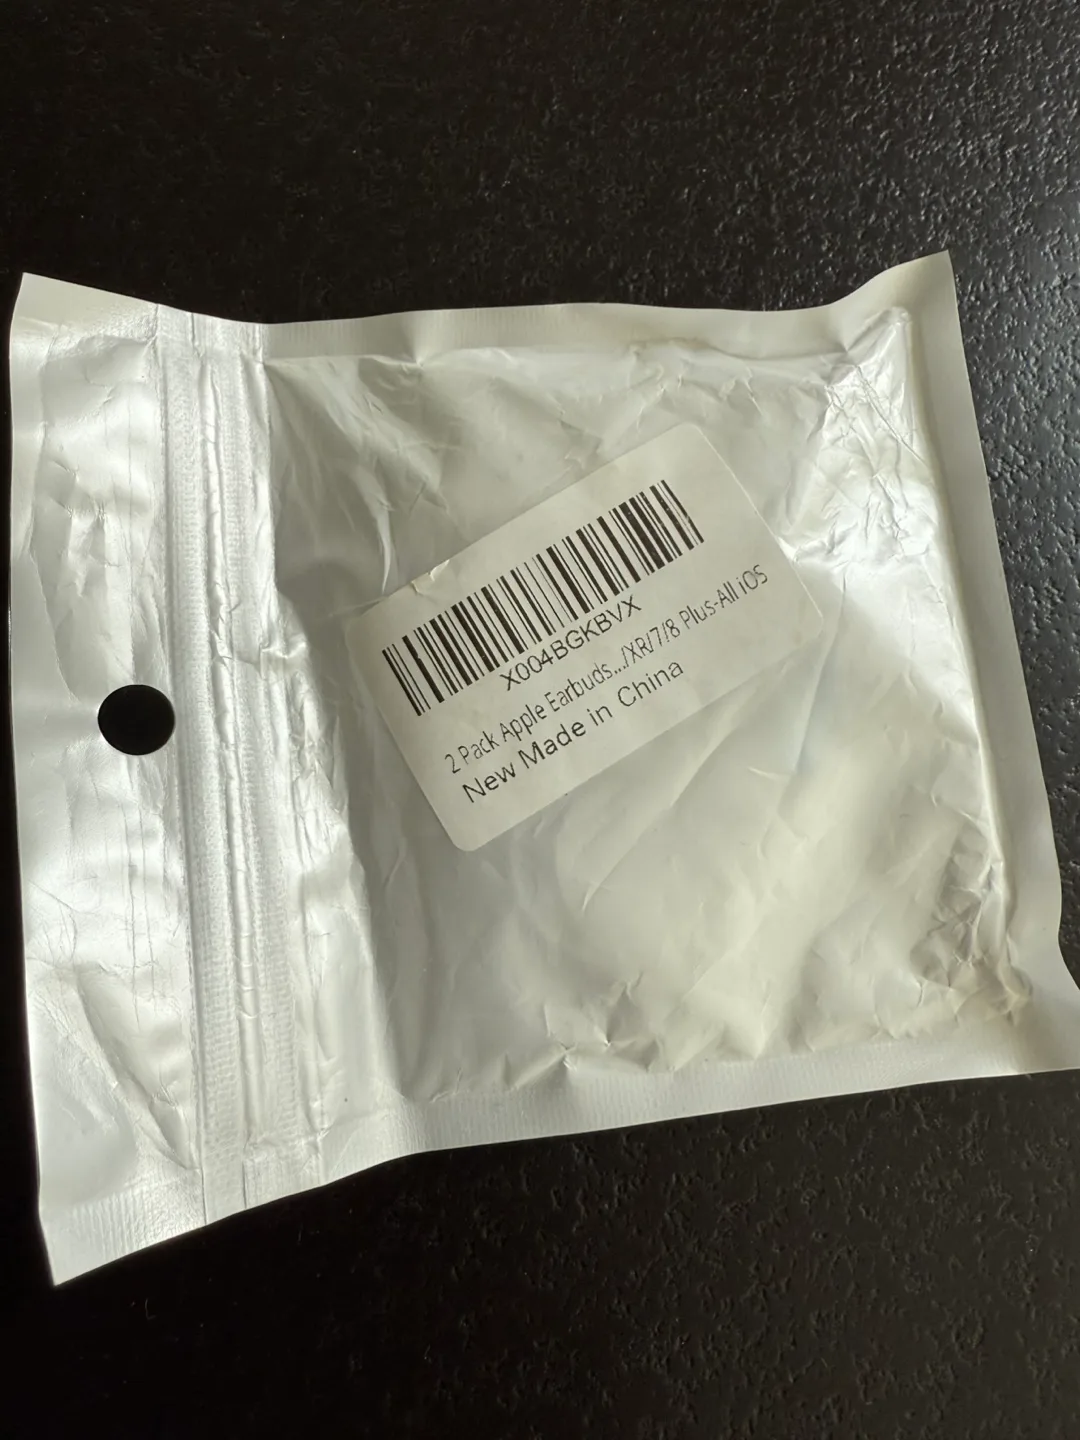 X004BGKBVX
2 Pack Apple Earbuds.../XR/7/8 Plus-All iOS
New Made in China